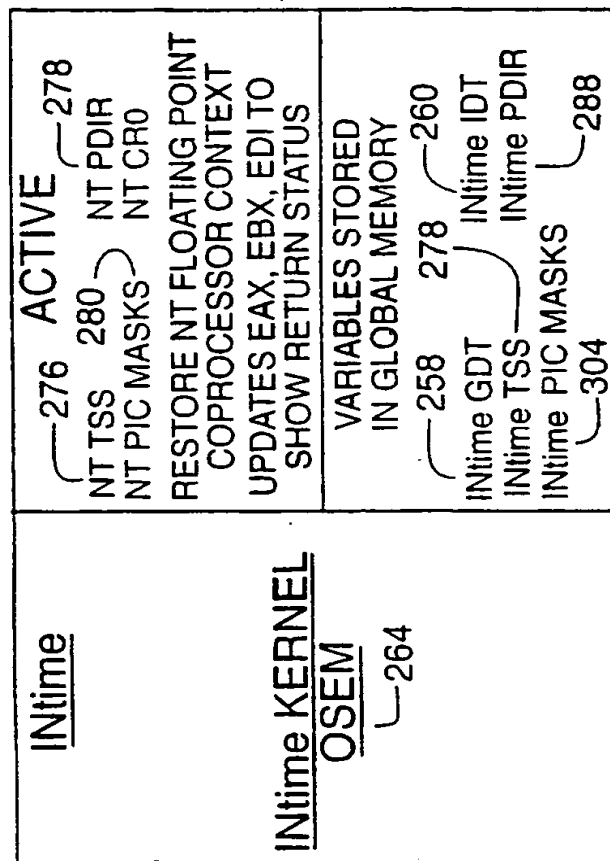 INtime
INtime KERNEL
OSEM
264
276 ACTIVE 278
NT TSS 280 NT PDIR
NT PIC MASKS NT CR0
RESTORE NT FLOATING POINT
COPROCESSOR CONTEXT
UPDATES EAX, EBX, EDI TO
SHOW RETURN STATUS
VARIABLES STORED
IN GLOBAL MEMORY
258 278 260
INtime GDT INtime IDT
INtime TSS INtime PDIR
INtime PIC MASKS
304 288